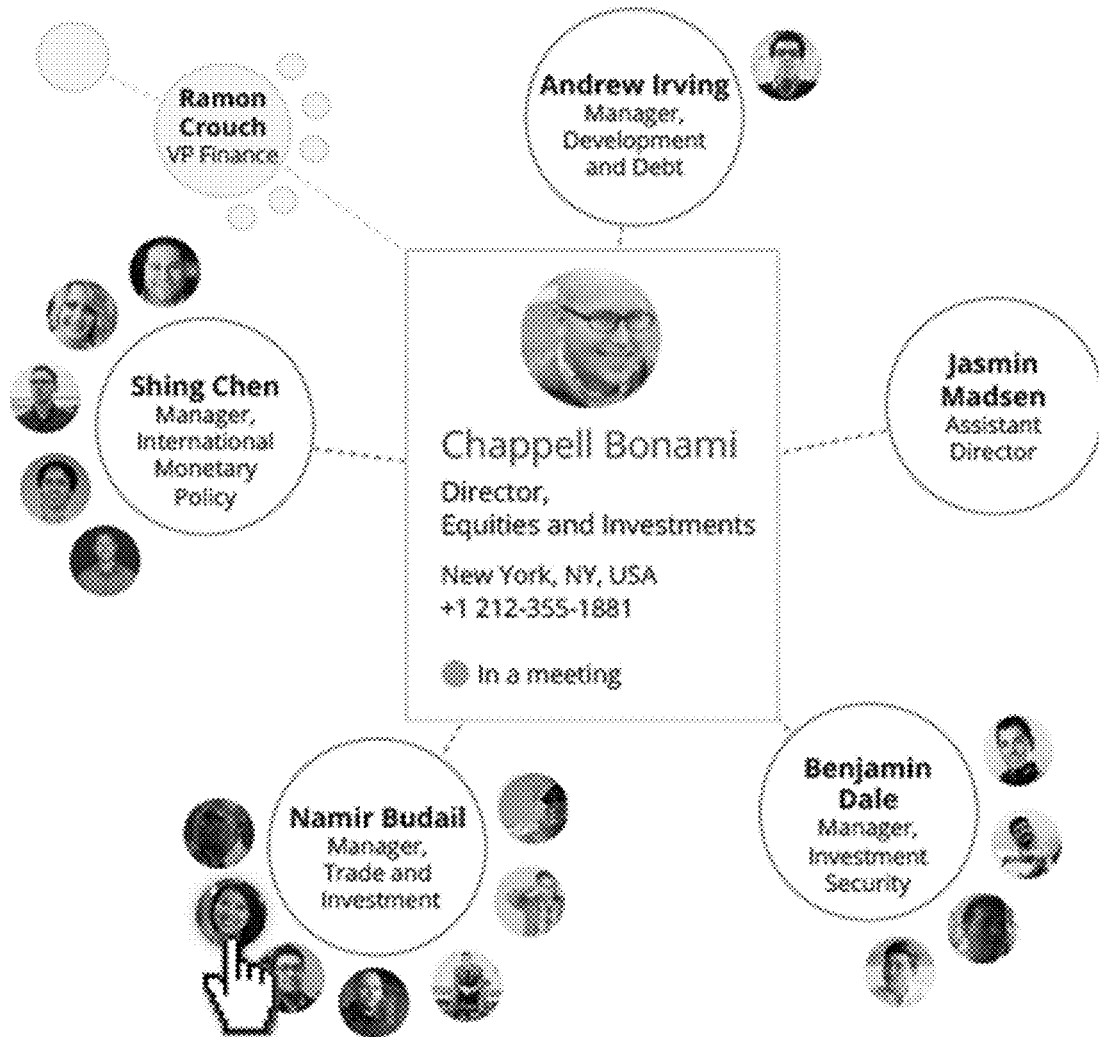 Ramon
Crouch
VP Finance
Andrew Irving
Manager,
Development
and Debt
Shing Chen
Manager,
International
Monetary
Policy
Chappell Bonami
Director,
Equities and Investments
New York, NY, USA
+1 212-355-1881
In a meeting
Jasmin
Madsen
Assistant
Director
Namir Budail
Manager,
Trade and
Investment
Benjamin
Dale
Manager,
Investment
Security